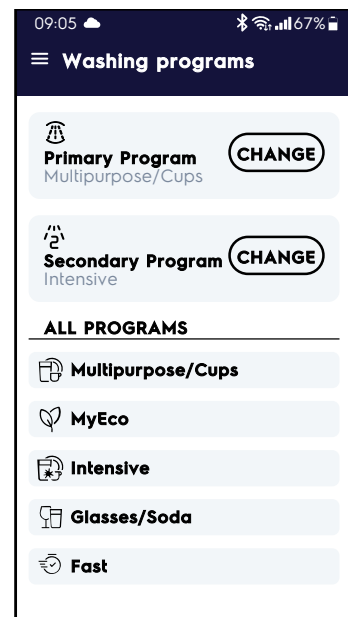 09:05 67%
Washing programs
Primary Program
Multipurpose/Cups
CHANGE
2
Secondary Program
Intensive
CHANGE
ALL PROGRAMS
Multipurpose/Cups
MyEco
Intensive
Glasses/Soda
Fast